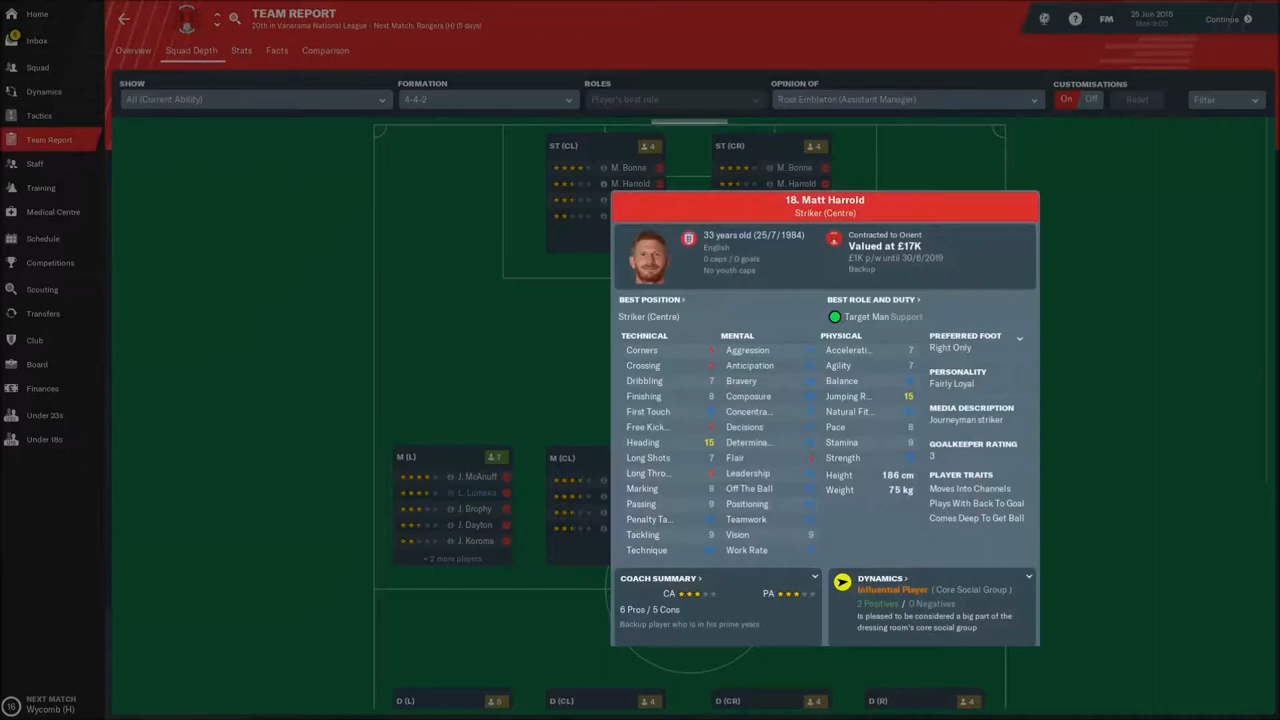 Home
Inbox
Squad
Dynamics
Tactics
Team Report
Staff
Training
Medical Centre
Schedule
Competitions
Scouting
Transfers
Club
Board
Finances
Under 23s
Under 18s
16
NEXT MATCH
Wycomb (H)
TEAM REPORT
20th in Vanarama National League - Next Match: Rangers (H) (5 days)
FM
25 Jun 2018
Mon 9:00
Continue
Overview
Squad Depth
Stats
Facts
Comparison
SHOW
All (Current Ability)
FORMATION
4-4-2
ROLES
Player's best role
OPINION OF
Ross Embleton (Assistant Manager)
CUSTOMISATIONS
On Off
Reset
Filter
ST (CL) 4
M. Bonne
M. Harrold
ST (CR) 4
M. Bonne
M. Harrold
M (L) 7
J. McAnuff
L. Lumeka
J. Brophy
J. Dayton
J. Koroma
+ 2 more players
M (CL)
D (L) 5
D (CL) 4
D (CR) 4
D (R) 4
18. Matt Harrold
Striker (Centre)
33 years old (25/7/1984)
English
0 caps / 0 goals
No youth caps
Contracted to Orient
Valued at £17K
£1K p/w until 30/6/2019
Backup
BEST POSITION >
Striker (Centre)
BEST ROLE AND DUTY >
Target Man Support
TECHNICAL
Corners
Crossing
Dribbling 7
Finishing 8
First Touch
Free Kick...
Heading 15
Long Shots 7
Long Thro...
Marking 8
Passing 9
Penalty Ta...
Tackling 9
Technique
MENTAL
Aggression
Anticipation
Bravery
Composure
Concentra...
Decisions
Determina...
Flair
Leadership
Off The Ball
Positioning
Teamwork
Vision 9
Work Rate
PHYSICAL
Accelerati... 7
Agility 7
Balance
Jumping R... 15
Natural Fit...
Pace 8
Stamina 9
Strength
Height 186 cm
Weight 75 kg
PREFERRED FOOT
Right Only
PERSONALITY
Fairly Loyal
MEDIA DESCRIPTION
Journeyman striker
GOALKEEPER RATING
3
PLAYER TRAITS
Moves Into Channels
Plays With Back To Goal
Comes Deep To Get Ball
COACH SUMMARY >
CA
PA
6 Pros / 5 Cons
Backup player who is in his prime years
DYNAMICS >
Influential Player ( Core Social Group )
2 Positives / 0 Negatives
Is pleased to be considered a big part of the
dressing room's core social group